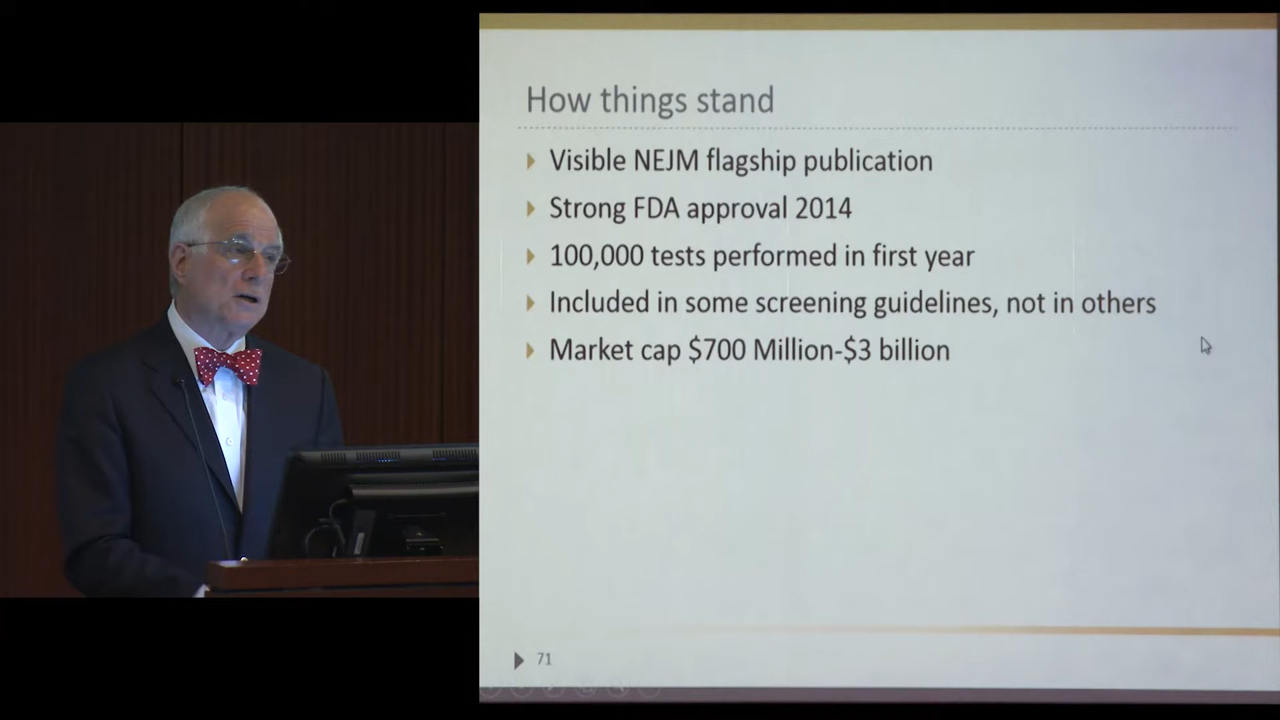 How things stand
Visible NEJM flagship publication
Strong FDA approval 2014
100,000 tests performed in first year
Included in some screening guidelines, not in others
Market cap $700 Million-$3 billion
71